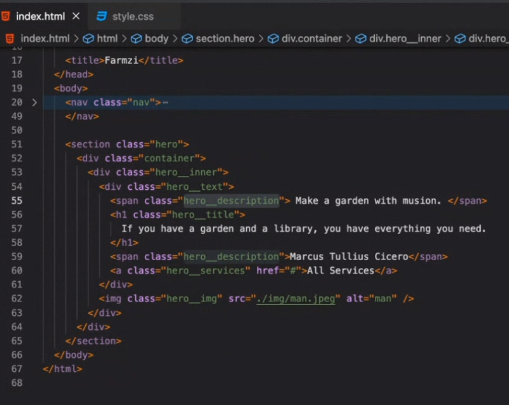 index.html × style.css
index.html > html > body > section.hero > div.container > div.hero__inner > div.hero__text > div.hero_
17 <title>Farmzi</title>
18 </head>
19 <body>
20 > <nav class="nav">⋯
49 </nav>
50
51 <section class="hero">
52 <div class="container">
53 <div class="hero__inner">
54 <div class="hero__text">
55 <span class="hero__description"> Make a garden with musion. </span>
56 <h1 class="hero__title">
57 If you have a garden and a library, you have everything you need.
58 </h1>
59 <span class="hero__description">Marcus Tullius Cicero</span>
60 <a class="hero__services" href="#">All Services</a>
61 </div>
62 <img class="hero__img" src="./img/man.jpeg" alt="man" />
63 </div>
64 </div>
65 </section>
66 </body>
67 </html>
68